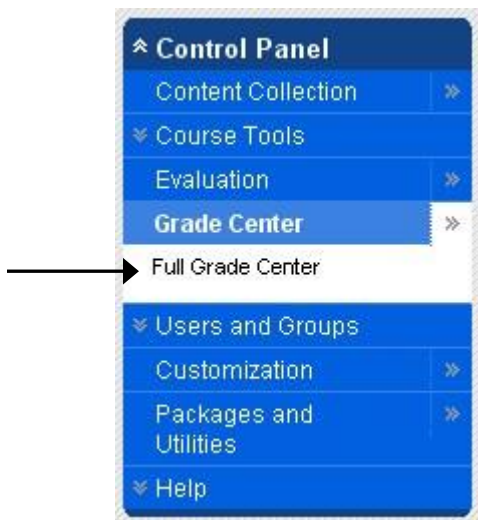 Control Panel
Content Collection
Course Tools
Evaluation
Grade Center
Full Grade Center
Users and Groups
Customization
Packages and
Utilities
Help